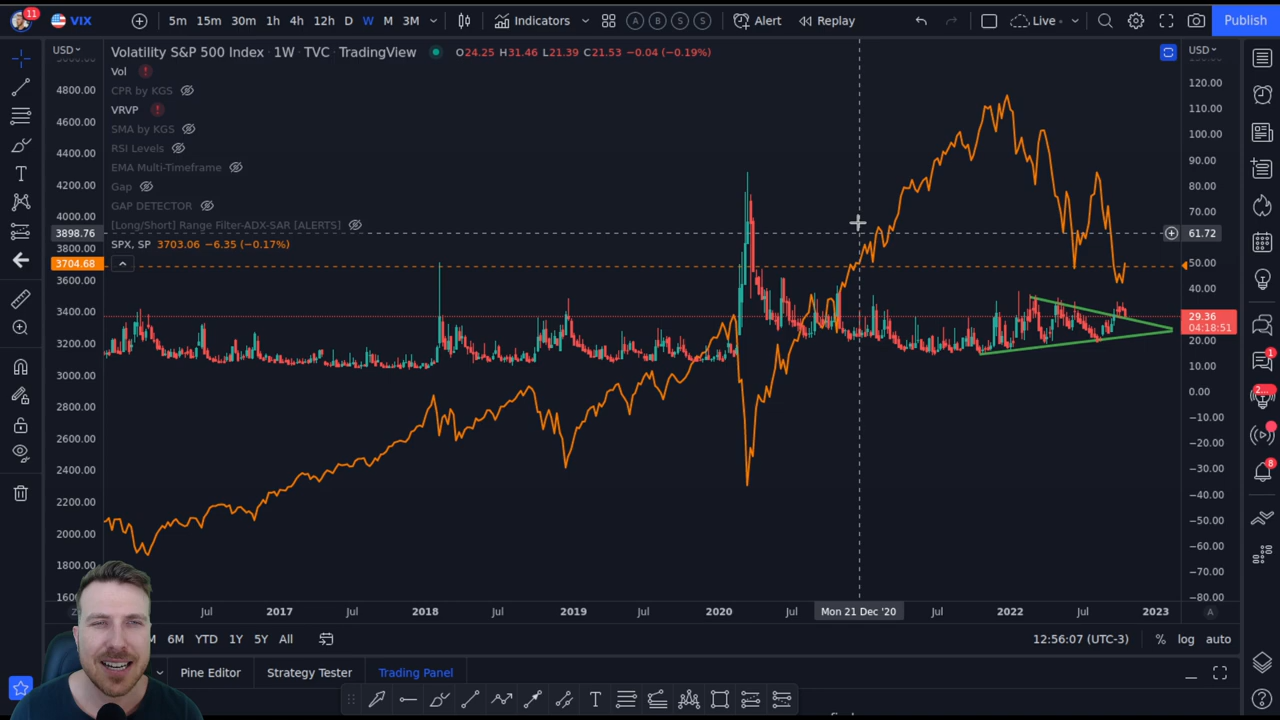 11 VIX 5m 15m 30m 1h 4h 12h D W M 3M Indicators A B S S Alert Replay Live Publish
USD Volatility S&P 500 Index · 1W · TVC · TradingView O24.25 H31.46 L21.39 C21.53 −0.04 (−0.19%) USD
Vol
CPR by KGS
VRVP
SMA by KGS
RSI Levels
EMA Multi-Timeframe
Gap
GAP DETECTOR
[Long/Short] Range Filter-ADX-SAR [ALERTS]
SPX, SP 3703.06 −6.35 (−0.17%)
4800.00
4600.00
4400.00
4200.00
4000.00
3898.76
3800.00
3704.68
3600.00
3400.00
3200.00
3000.00
2800.00
2600.00
2400.00
2200.00
2000.00
1800.00
120.00
110.00
100.00
90.00
80.00
70.00
61.72
50.00
40.00
29.36
04:18:51
20.00
10.00
0.00
−10.00
−20.00
−30.00
−40.00
−50.00
−60.00
−70.00
−80.00
1
2…
8
Jul 2017 Jul 2018 Jul 2019 Jul 2020 Jul Mon 21 Dec '20 Jul 2022 Jul 2023 A
6M YTD 1Y 5Y All 12:56:07 (UTC-3) % log auto
Pine Editor Strategy Tester Trading Panel
T